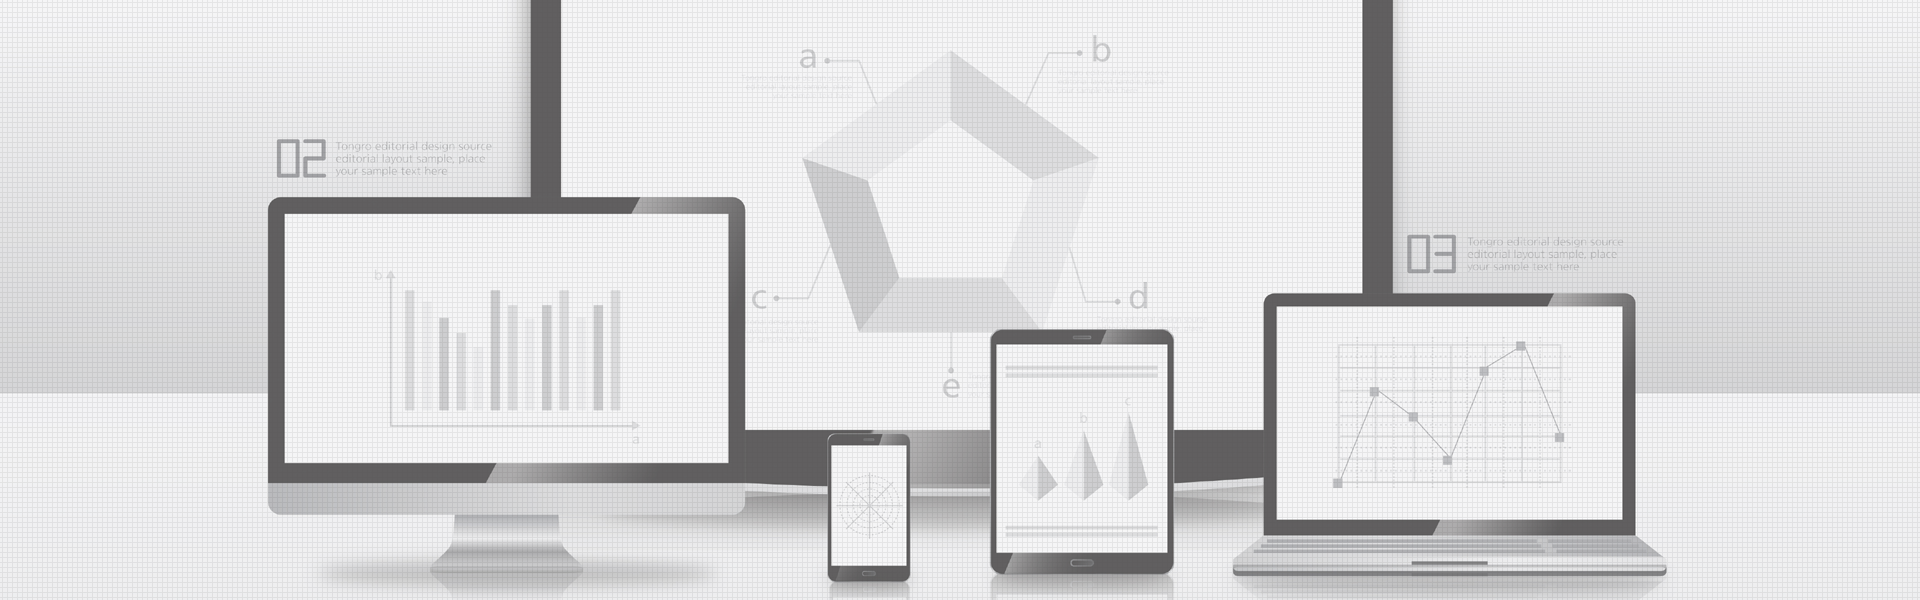 a
b
02
Tongro editorial design source
editorial layout sample, place
your sample text here
03
Tongro editorial design source
editorial layout sample, place
your sample text here
c
d
e
b
a
a
b
c